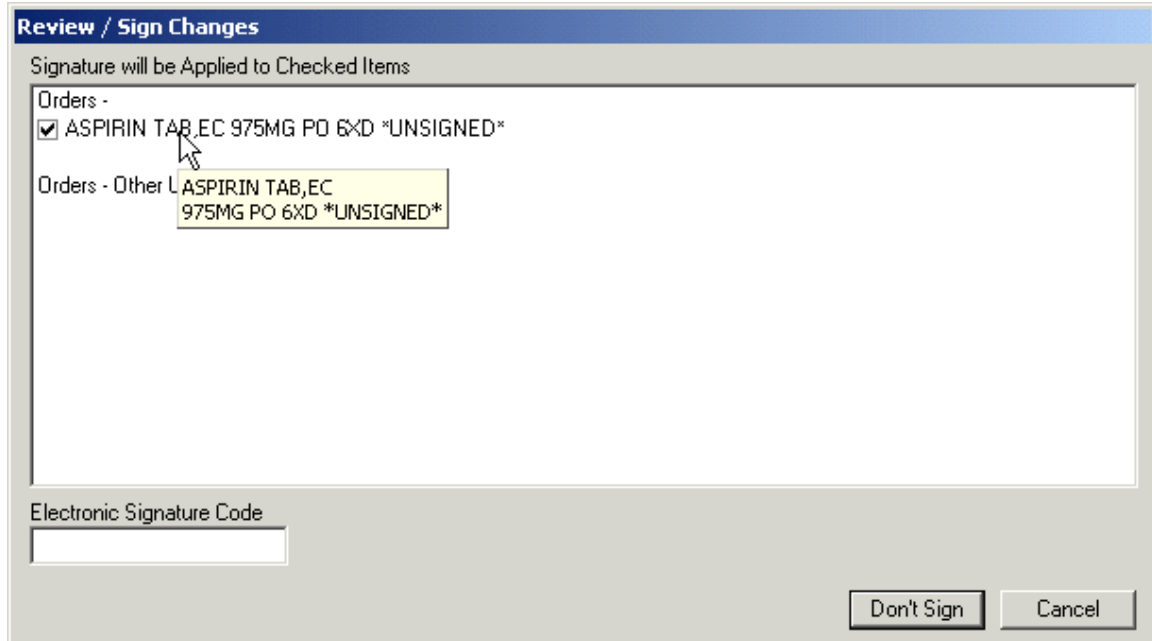 Review / Sign Changes
Signature will be Applied to Checked Items
Orders -
ASPIRIN TAB,EC 975MG PO 6XD *UNSIGNED*
Orders - Other U
ASPIRIN TAB,EC
975MG PO 6XD *UNSIGNED*
Electronic Signature Code
Don't Sign
Cancel